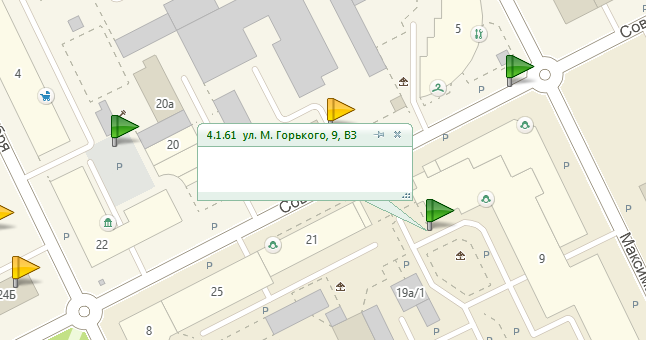 5
Сов
4
20а
Р
20
4.1.61 ул. М. Горького, 9, В3
Р
Р
Р
Сов
Р
22
21
Р
9
Максим
25
24Б
19а/1
Р
Р
Р
8